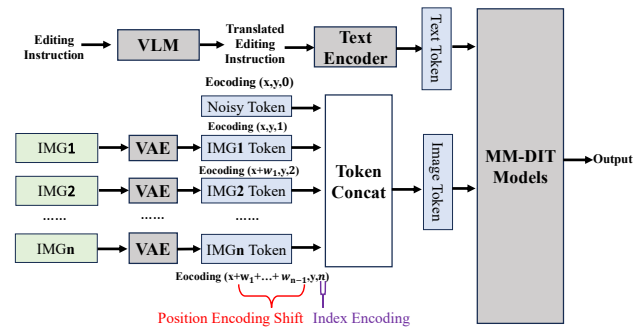 Editing Instruction
VLM
Translated Editing Instruction
Text Encoder
Text Token
Eocoding (x,y,0)
Noisy Token
Eocoding (x,y,1)
IMG1
VAE
IMG1 Token
Eocoding (x+w₁,y,2)
IMG2
VAE
IMG2 Token
......
......
......
IMGn
VAE
IMGn Token
Eocoding (x+w₁+...+ wₙ₋₁,y,n)
Position Encoding Shift
Index Encoding
Token Concat
Image Token
MM-DIT Models
Output